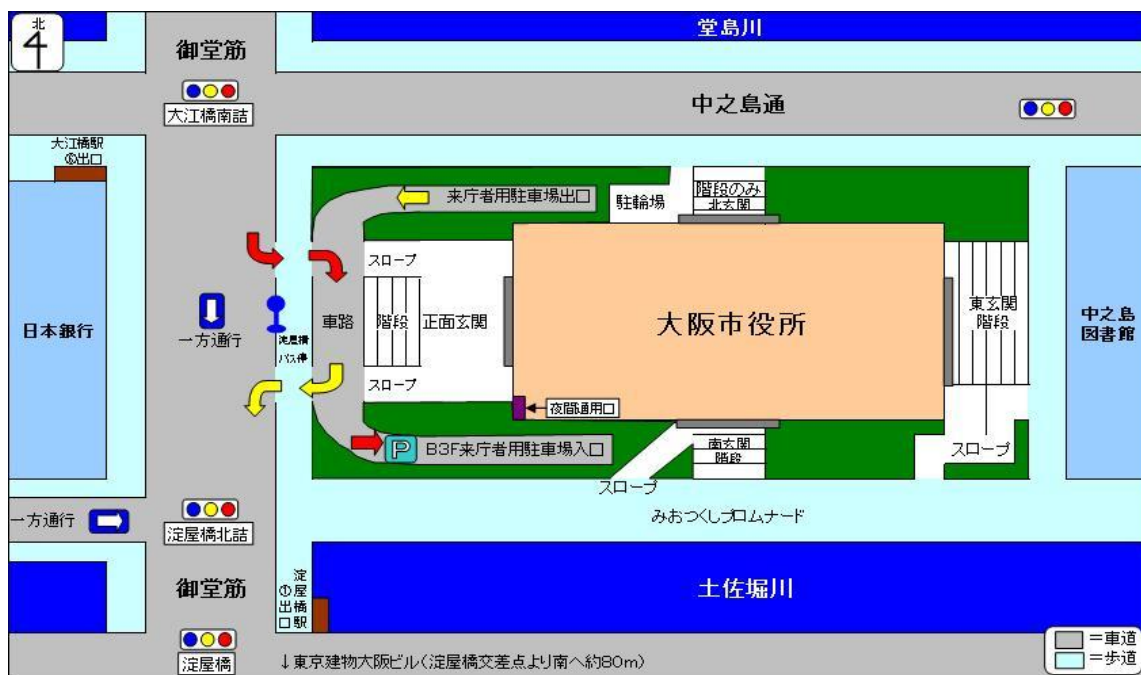 北
御堂筋
堂島川
大江橋南詰
中之島通
大江橋駅
⑥出口
来庁者用駐車場出口
駐輪場
階段のみ
北玄関
スロープ
日本銀行
一方通行
淀屋橋
バス停
車路
階段
正面玄関
大阪市役所
東玄関
階段
中之島
図書館
スロープ
夜間通用口
B3F来庁者用駐車場入口
P
南玄関
階段
スロープ
スロープ
一方通行
淀屋橋北詰
みおつくしプロムナード
御堂筋
淀屋橋駅
①出口
土佐堀川
淀屋橋
↓東京建物大阪ビル(淀屋橋交差点より南へ約80m)
=車道
=歩道